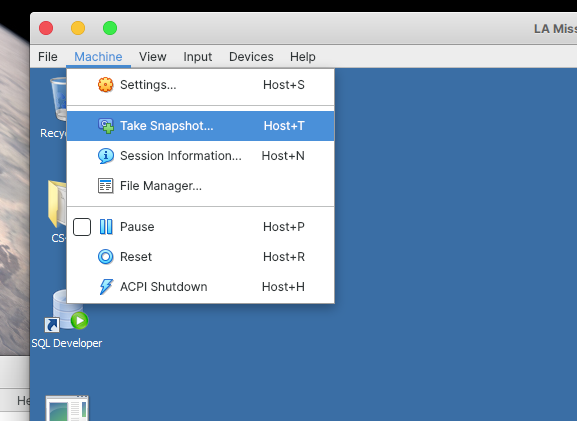 LA Miss
File Machine View Input Devices Help
Settings... Host+S
Take Snapshot... Host+T
Session Information... Host+N
File Manager...
Pause Host+P
Reset Host+R
ACPI Shutdown Host+H
Recyc
CS
SQL Developer
He